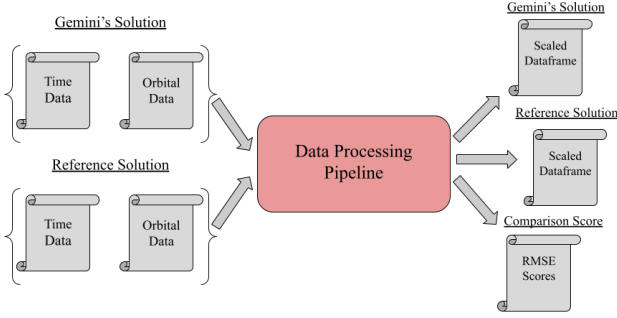 Gemini's Solution
Time
Data
Orbital
Data
Reference Solution
Time
Data
Orbital
Data
Data Processing
Pipeline
Gemini's Solution
Scaled
Dataframe
Reference Solution
Scaled
Dataframe
Comparison Score
RMSE
Scores